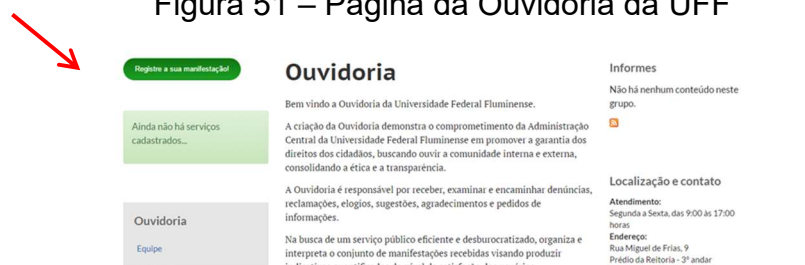 Figura 51 – Página da Ouvidoria da UFF
Registre a sua manifestação!
Ainda não há serviços
cadastrados...
Ouvidoria
Equipe
Ouvidoria
Bem vindo a Ouvidoria da Universidade Federal Fluminense.
A criação da Ouvidoria demonstra o comprometimento da Administração
Central da Universidade Federal Fluminense em promover a garantia dos
direitos dos cidadãos, buscando ouvir a comunidade interna e externa,
consolidando a ética e a transparência.
A Ouvidoria é responsável por receber, examinar e encaminhar denúncias,
reclamações, elogios, sugestões, agradecimentos e pedidos de
informações.
Na busca de um serviço público eficiente e desburocratizado, organiza e
interpreta o conjunto de manifestações recebidas visando produzir
Informes
Não há nenhum conteúdo neste
grupo.
Localização e contato
Atendimento:
Segunda a Sexta, das 9:00 às 17:00
horas
Endereço:
Rua Miguel de Frias, 9
Prédio da Reitoria - 3º andar